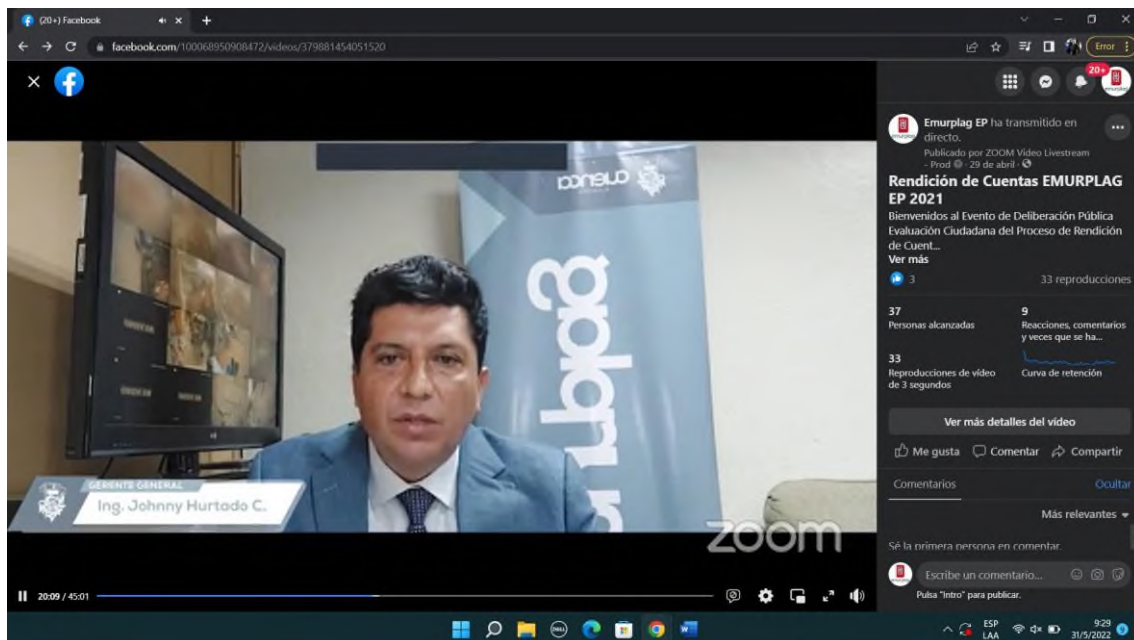 (20+) Facebook
facebook.com/100068950908472/videos/379881454051520
Error
20+
cuenca
emurplag
GERENTE GENERAL
Ing. Johnny Hurtado C.
zoom
20:09 / 45:01
Emurplag EP ha transmitido en
directo.
Publicado por ZOOM Video Livestream
- Prod · 29 de abril ·
Rendición de Cuentas EMURPLAG
EP 2021
Bienvenidos al Evento de Deliberación Pública
Evaluación Ciudadana del Proceso de Rendición
de Cuent...
Ver más
3
33 reproducciones
37
Personas alcanzadas
9
Reacciones, comentarios
y veces que se ha...
33
Reproducciones de vídeo
de 3 segundos
Curva de retención
Ver más detalles del vídeo
Me gusta
Comentar
Compartir
Comentarios
Ocultar
Más relevantes
Sé la primera persona en comentar.
Escribe un comentario...
Pulsa "Intro" para publicar.
ESP
LAA
9:29
31/5/2022